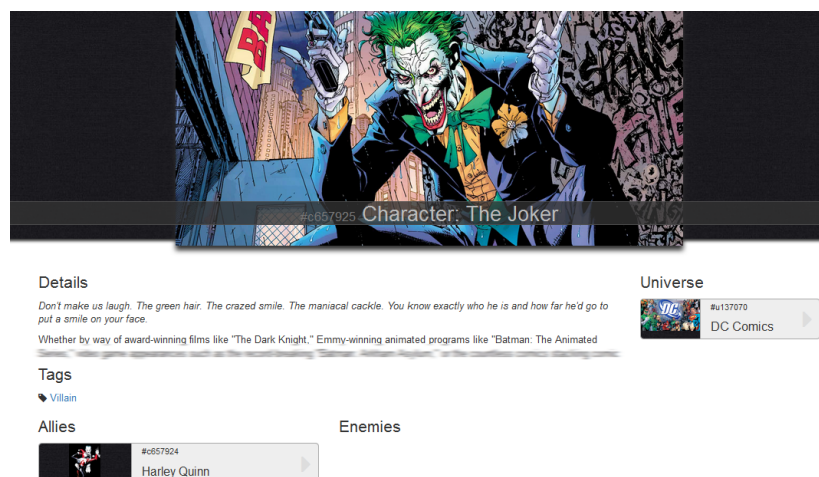 BA
#c657925 Character: The Joker
Details
Don't make us laugh. The green hair. The crazed smile. The maniacal cackle. You know exactly who he is and how far he'd go to
put a smile on your face.
Whether by way of award-winning films like "The Dark Knight," Emmy-winning animated programs like "Batman: The Animated
Tags
Villain
Allies
#c657924
Harley Quinn
Enemies
Universe
DC
#u137070
DC Comics